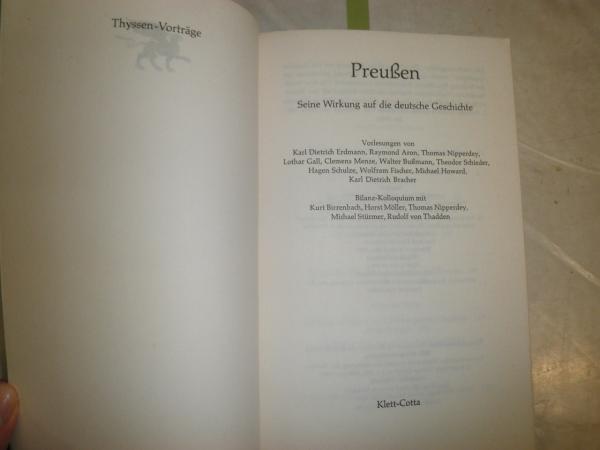 Thyssen-Vorträge
Preußen
Seine Wirkung auf die deutsche Geschichte
Vorlesungen von
Karl Dietrich Erdmann, Raymond Aron, Thomas Nipperdey,
Lothar Gall, Clemens Menze, Walter Bußmann, Theodor Schieder,
Hagen Schulze, Wolfram Fischer, Michael Howard,
Karl Dietrich Bracher
Bilanz-Kolloquium mit
Kurt Birrenbach, Horst Möller, Thomas Nipperdey,
Michael Stürmer, Rudolf von Thadden
Klett-Cotta